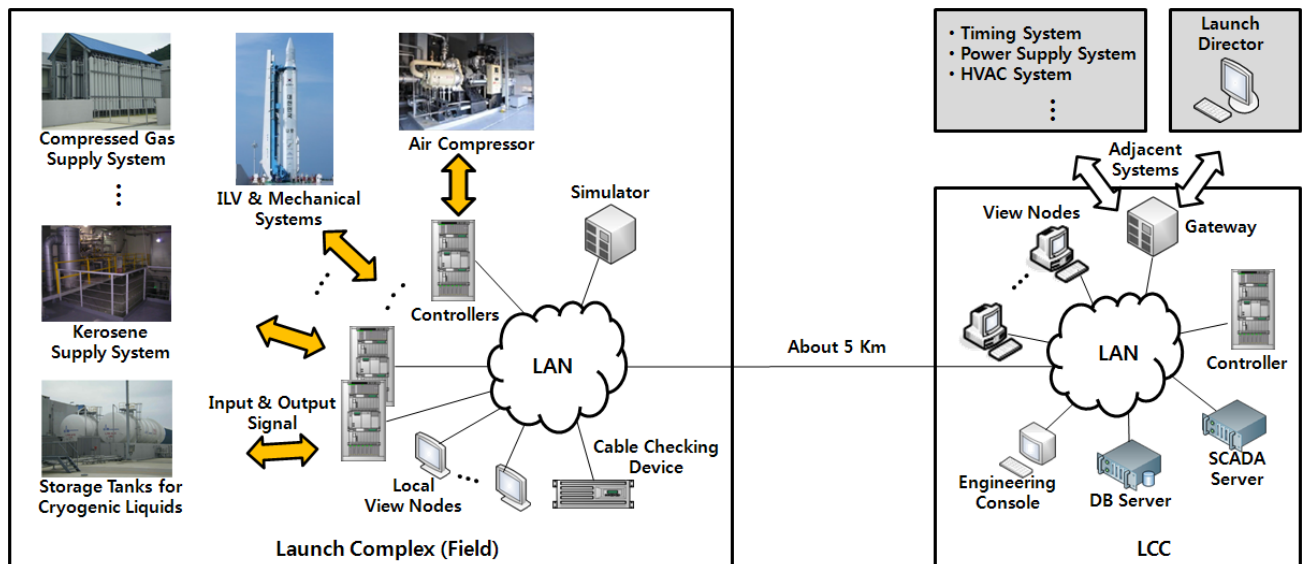 Compressed Gas
Supply System
Kerosene
Supply System
Storage Tanks for
Cryogenic Liquids
ILV & Mechanical
Systems
Air Compressor
Simulator
Controllers
LAN
Input & Output
Signal
Local
View Nodes
Cable Checking
Device
Launch Complex (Field)
About 5 Km
• Timing System
• Power Supply System
• HVAC System
Launch
Director
Adjacent
Systems
View Nodes
Gateway
LAN
Controller
Engineering
Console
DB Server
SCADA
Server
LCC